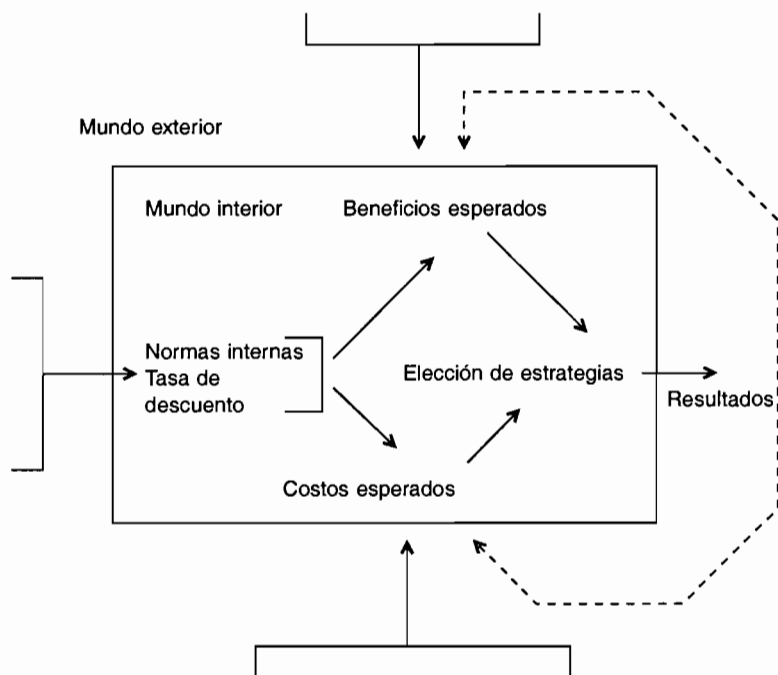 Mundo exterior
Mundo interior
Beneficios esperados
Normas internas
Tasa de
descuento
Elección de estrategias
Resultados
Costos esperados